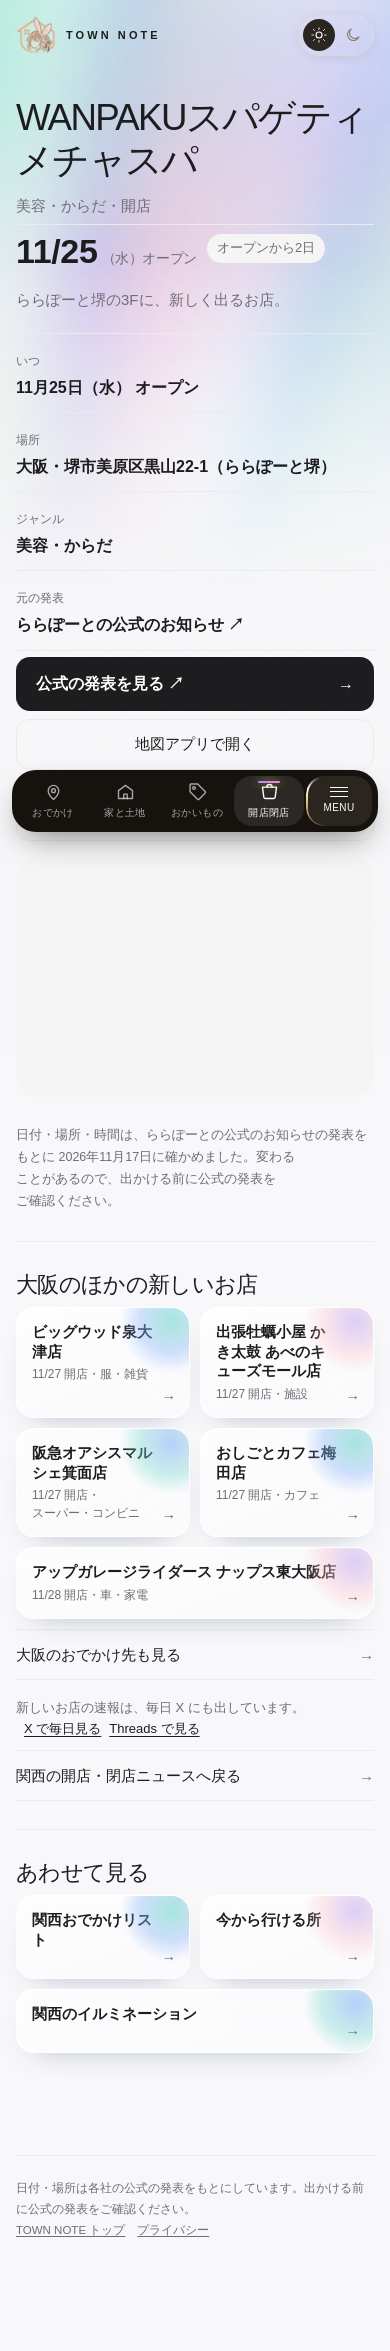 TOWN NOTE
WANPAKUスパゲティ
メチャスパ
美容・からだ・開店
11/25 （水）オープン オープンから2日
ららぽーと堺の3Fに、新しく出るお店。
いつ
11月25日（水） オープン
場所
大阪・堺市美原区黒山22-1（ららぽーと堺）
ジャンル
美容・からだ
元の発表
ららぽーとの公式のお知らせ ↗
公式の発表を見る ↗ →
地図アプリで開く
おでかけ 家と土地 おかいもの 開店閉店 MENU
日付・場所・時間は、ららぽーとの公式のお知らせの発表を
もとに 2026年11月17日に確かめました。変わる
ことがあるので、出かける前に公式の発表を
ご確認ください。
大阪のほかの新しいお店
ビッグウッド泉大
津店
11/27 開店・服・雑貨
→
出張牡蠣小屋 か
き太鼓 あべのキ
ューズモール店
11/27 開店・施設
→
阪急オアシスマル
シェ箕面店
11/27 開店・
スーパー・コンビニ
→
おしごとカフェ梅
田店
11/27 開店・カフェ
→
アップガレージライダース ナップス東大阪店
11/28 開店・車・家電
→
大阪のおでかけ先も見る →
新しいお店の速報は、毎日 X にも出しています。
X で毎日見る Threads で見る
関西の開店・閉店ニュースへ戻る →
あわせて見る
関西おでかけリス
ト
→
今から行ける所
→
関西のイルミネーション
→
日付・場所は各社の公式の発表をもとにしています。出かける前
に公式の発表をご確認ください。
TOWN NOTE トップ プライバシー